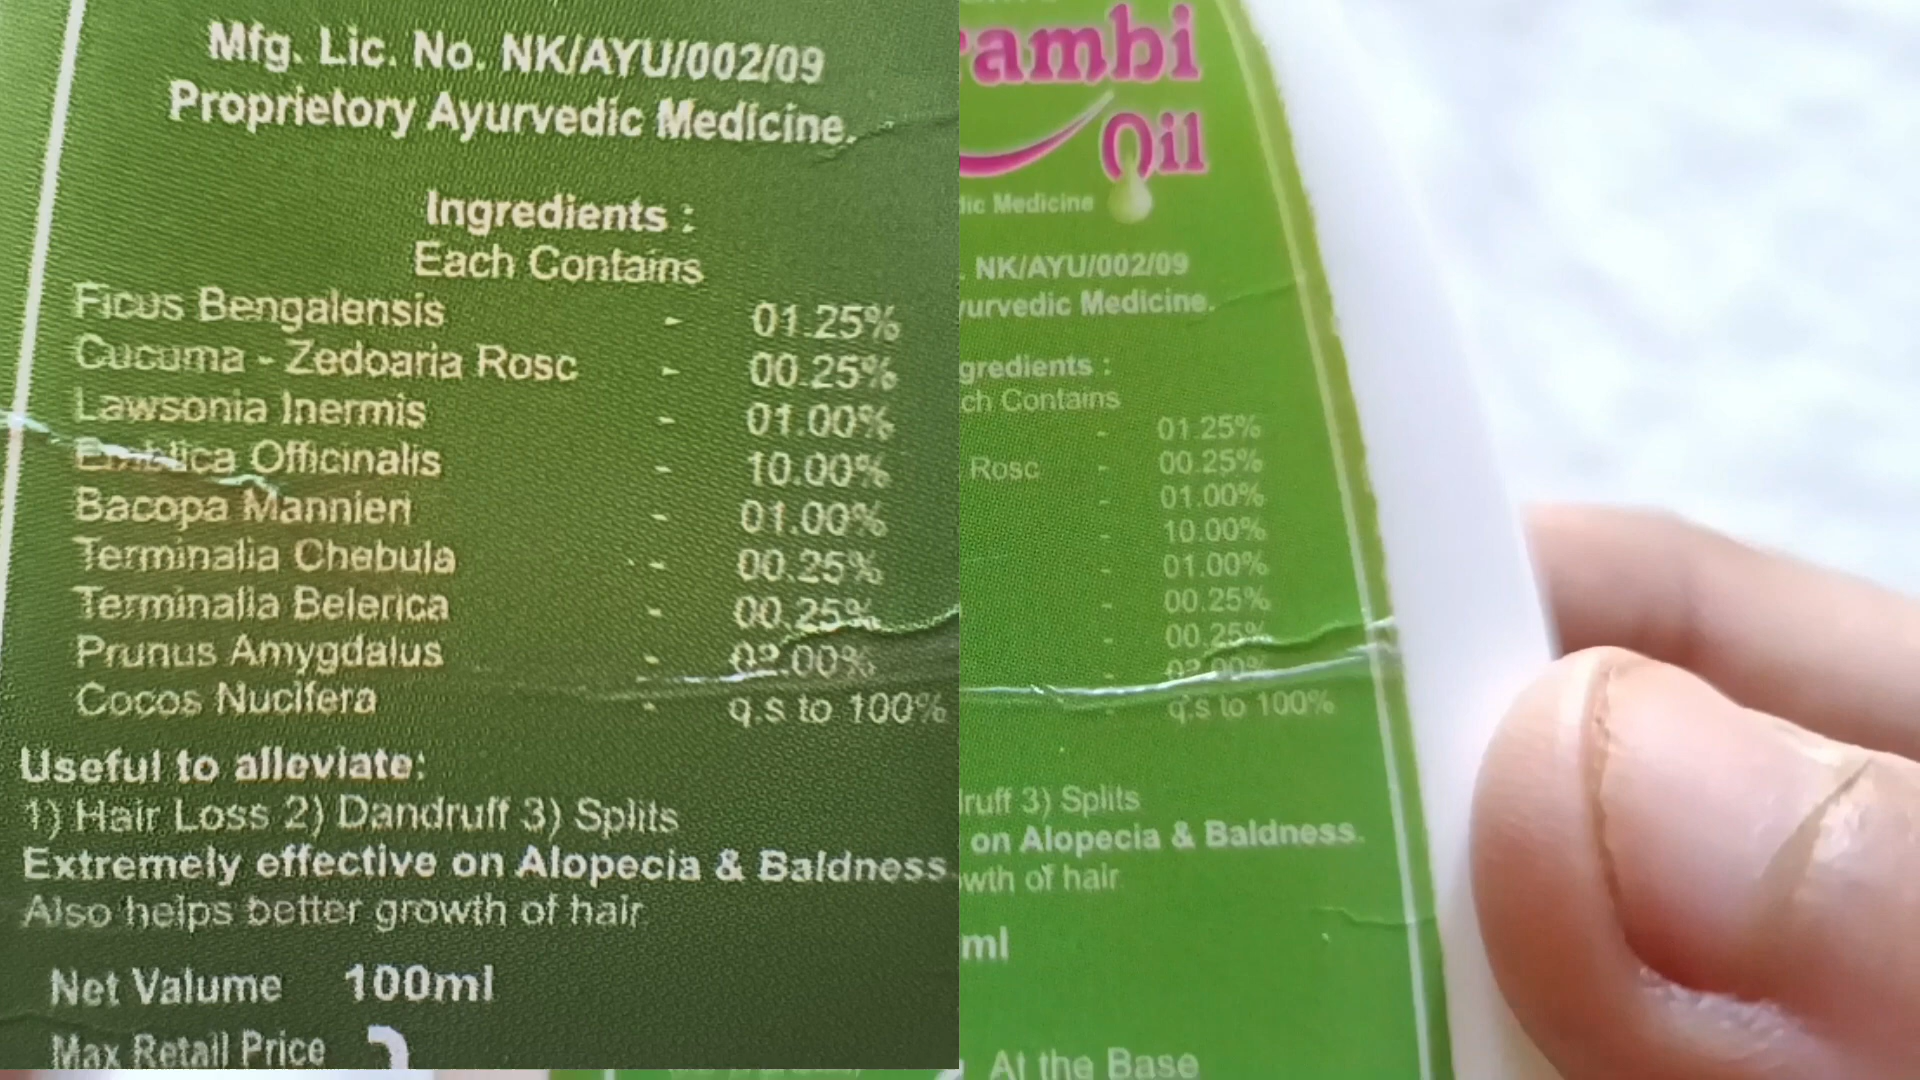 Mfg. Lic. No. NK/AYU/002/09
Proprietory Ayurvedic Medicine.
Ingredients :
Each Contains
Ficus Bengalensis - 01.25%
Cucuma - Zedoaria Rosc - 00.25%
Lawsonia Inermis - 01.00%
Emblica Officinalis - 10.00%
Bacopa Mannieri - 01.00%
Terminalia Chebula - 00.25%
Terminalia Belerica - 00.25%
Prunus Amygdalus - 02.00%
Cocos Nucifera - q.s to 100%
Useful to alleviate:
1) Hair Loss 2) Dandruff 3) Splits
Extremely effective on Alopecia & Baldness.
Also helps better growth of hair
Net Valume 100ml
Max Retail Price
rambi
Oil
dic Medicine
. NK/AYU/002/09
yurvedic Medicine.
gredients :
ch Contains
- 01.25%
Rosc - 00.25%
- 01.00%
- 10.00%
- 01.00%
- 00.25%
- 00.25%
02.00%
- q.s to 100%
ruff 3) Splits
on Alopecia & Baldness.
wth of hair
ml
At the Base